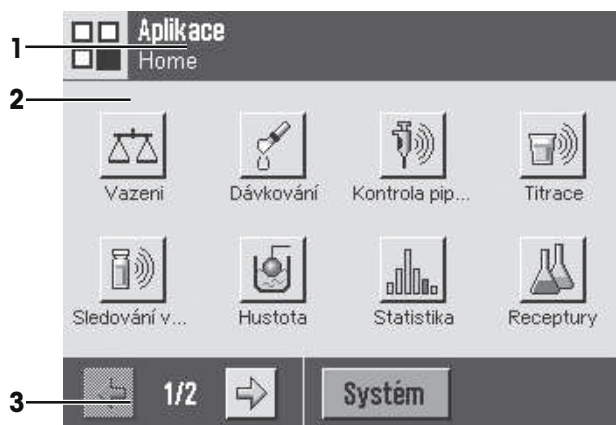 Aplikace
1
Home
2
Vazeni
Dávkování
Kontrola pip...
Titrace
Sledování v...
Hustota
Statistika
Receptury
3
1/2
Systém